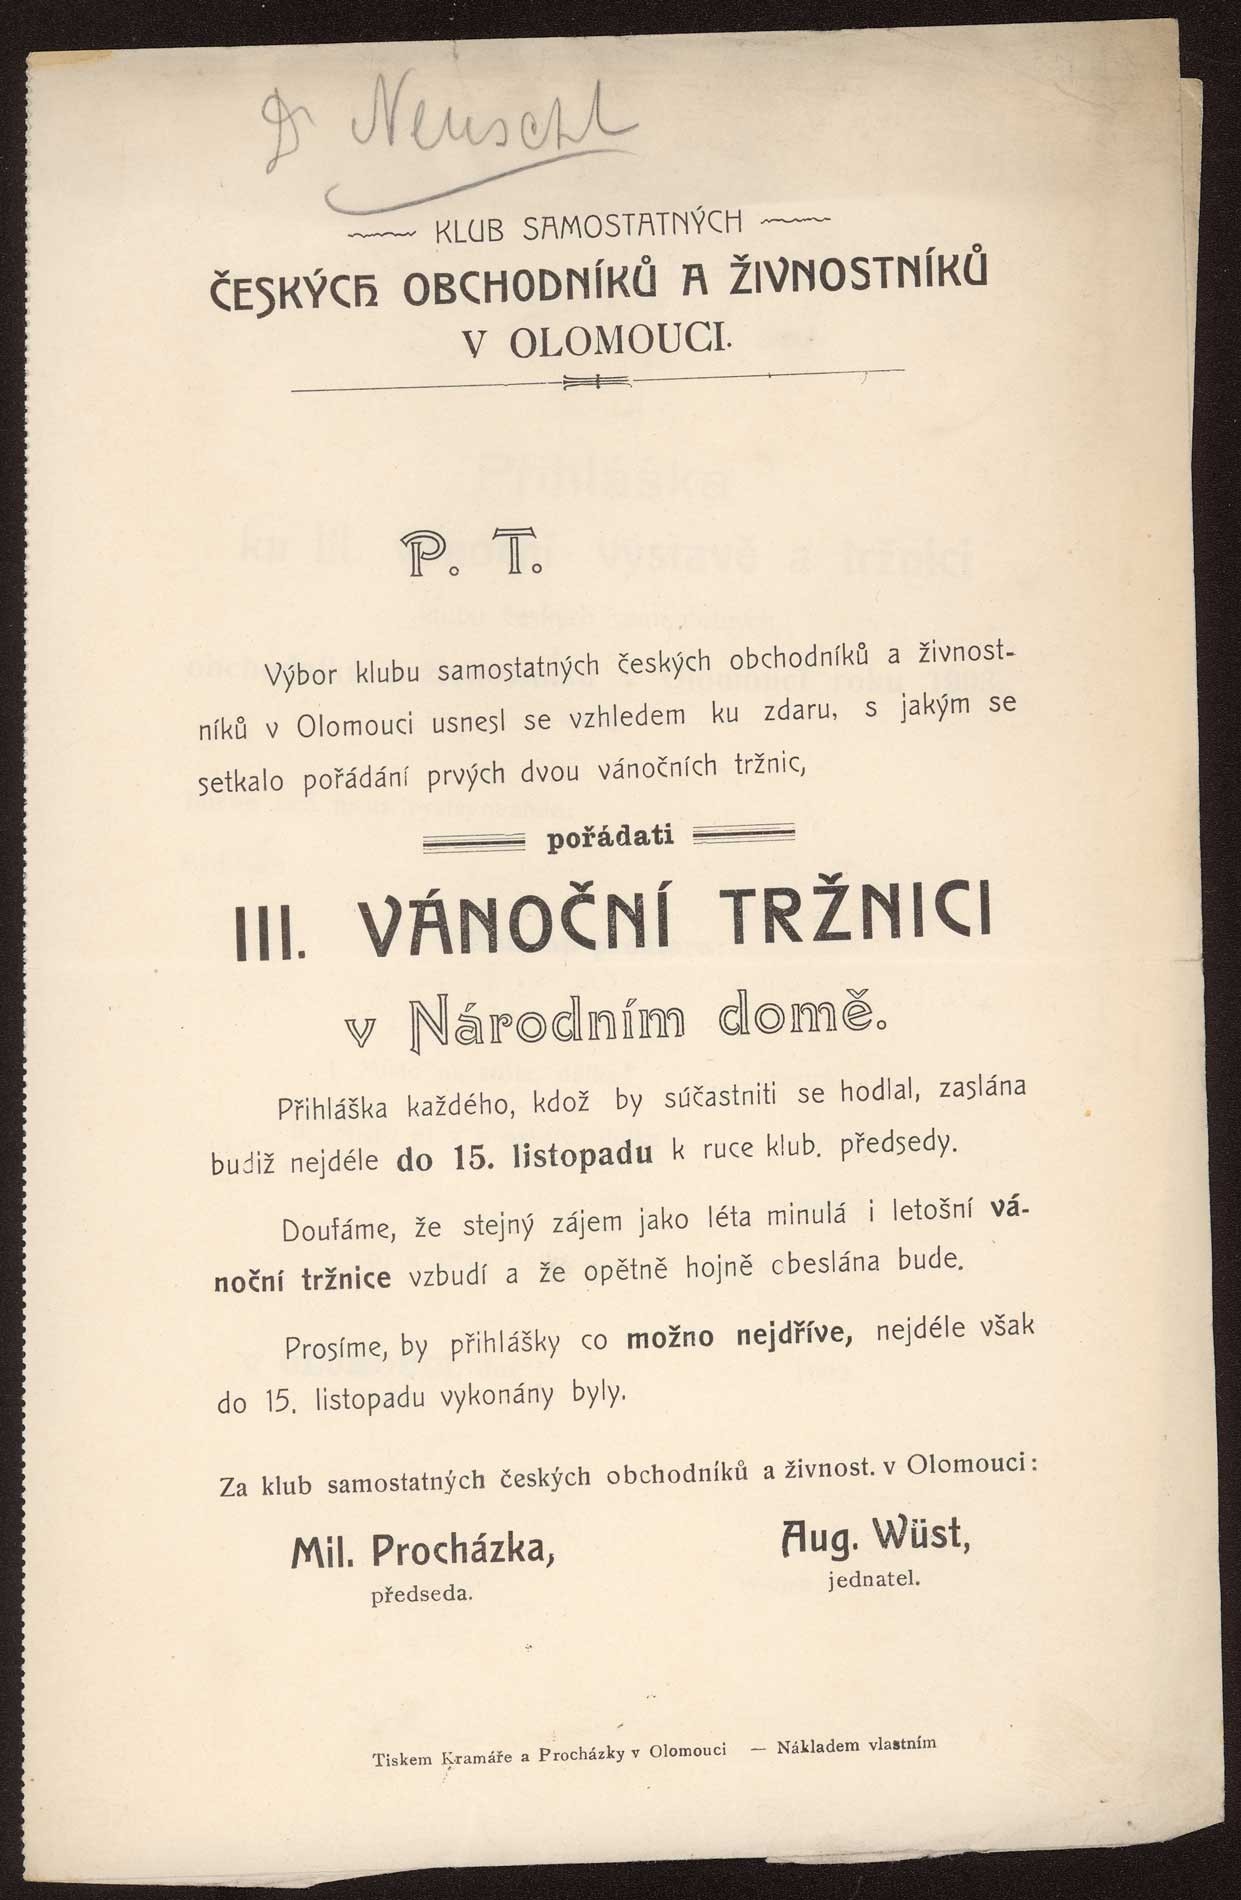 Dr Neuschl
KLUB SAMOSTATNÝCH
ČESKÝCH OBCHODNÍKŮ A ŽIVNOSTNÍKŮ
V OLOMOUCI.
P. T.
Výbor klubu samostatných českých obchodníků a živnost-
níků v Olomouci usnesl se vzhledem ku zdaru, s jakým se
setkalo pořádání prvých dvou vánočních tržnic,
pořádati
III. VÁNOČNÍ TRŽNICI
v Národním domě.
Přihláška každého, kdož by súčastniti se hodlal, zaslána
budiž nejdéle do 15. listopadu k ruce klub. předsedy.
Doufáme, že stejný zájem jako léta minulá i letošní vá-
noční tržnice vzbudí a že opětně hojně cbeslána bude.
Prosíme, by přihlášky co možno nejdříve, nejdéle však
do 15. listopadu vykonány byly.
Za klub samostatných českých obchodníků a živnost. v Olomouci:
Mil. Procházka, Aug. Wüst,
předseda. jednatel.
Tiskem Kramáře a Procházky v Olomouci — Nákladem vlastním